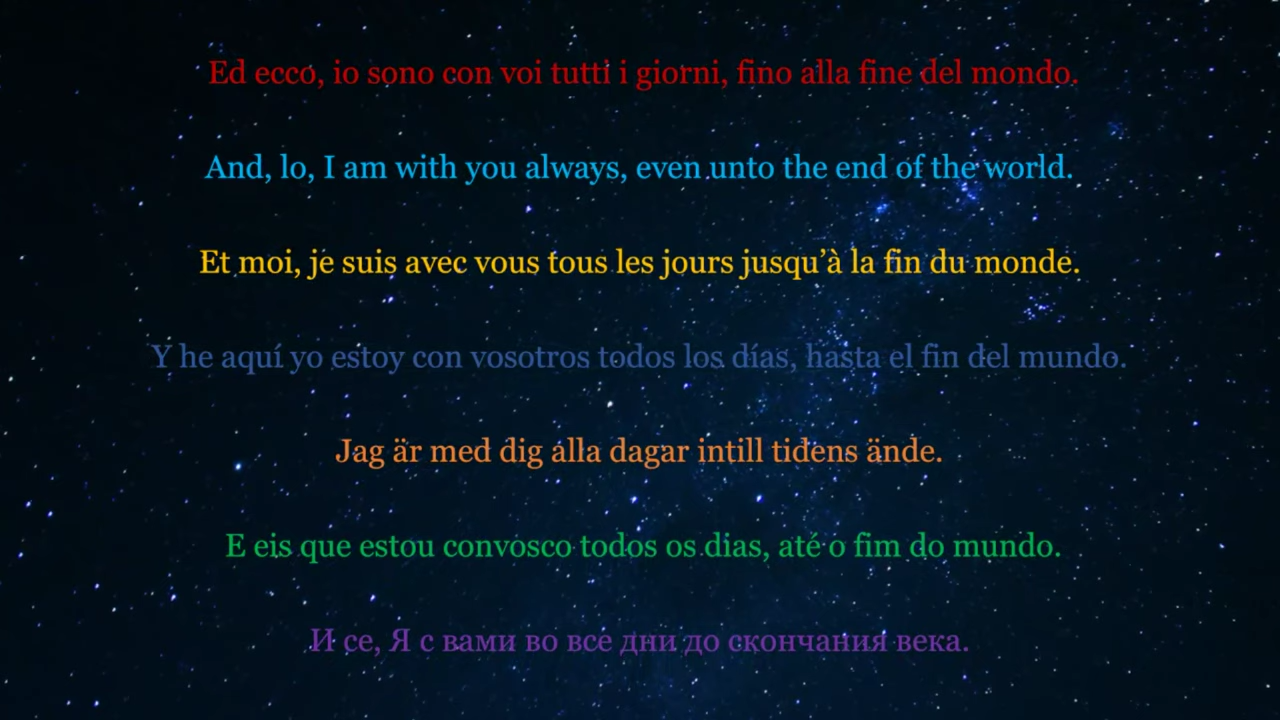 Ed ecco, io sono con voi tutti i giorni, fino alla fine del mondo.
And, lo, I am with you always, even unto the end of the world.
Et moi, je suis avec vous tous les jours jusqu’à la fin du monde.
Y he aquí yo estoy con vosotros todos los días, hasta el fin del mundo.
Jag är med dig alla dagar intill tidens ände.
E eis que estou convosco todos os dias, até o fim do mundo.
И се, Я с вами во все дни до скончания века.